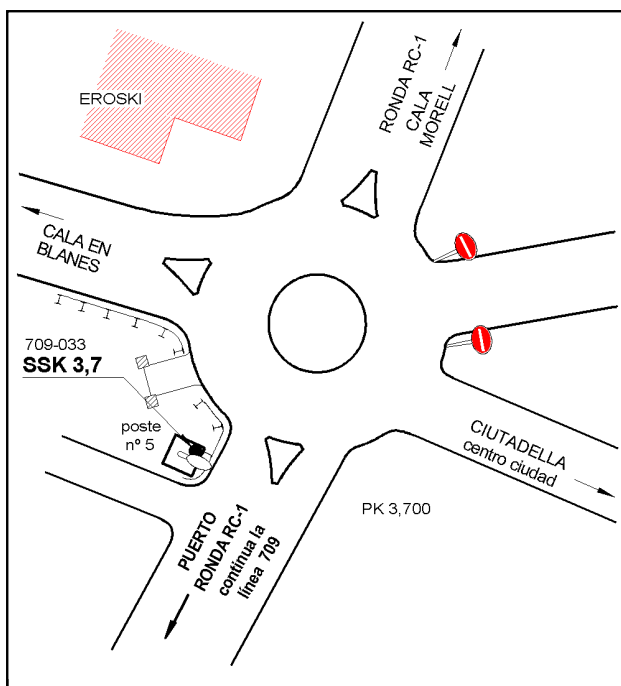 EROSKI
RONDA RC-1
CALA
MORELL
CALA EN
BLANES
709-033
SSK 3,7
poste
nº 5
CIUTADELLA
centro ciudad
PK 3,700
PUERTO
RONDA RC-1
continua la
línea 709